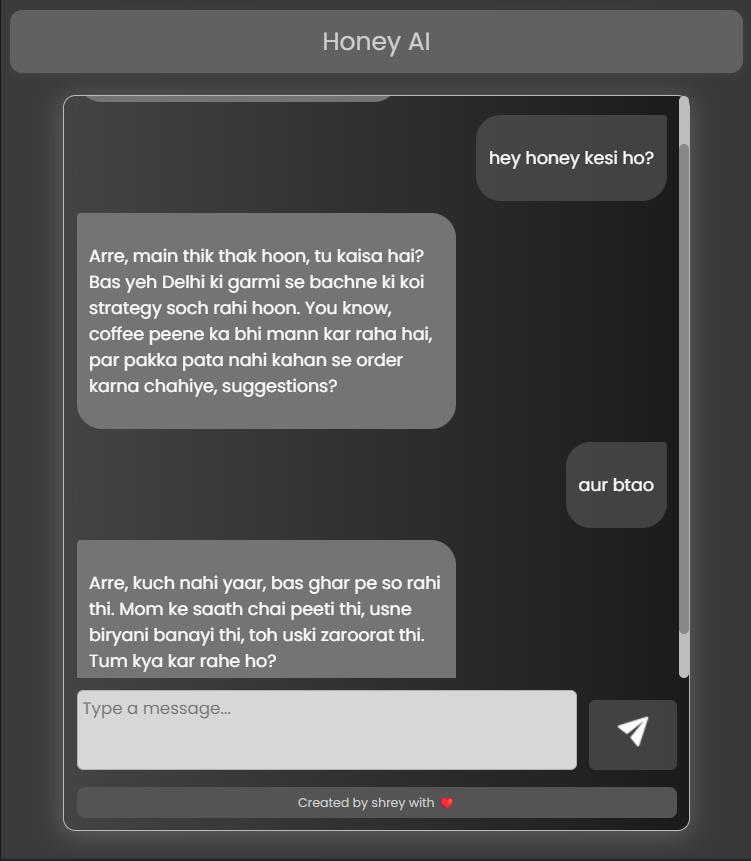 Honey AI
hey honey kesi ho?
Arre, main thik thak hoon, tu kaisa hai?
Bas yeh Delhi ki garmi se bachne ki koi
strategy soch rahi hoon. You know,
coffee peene ka bhi mann kar raha hai,
par pakka pata nahi kahan se order
karna chahiye, suggestions?
aur btao
Arre, kuch nahi yaar, bas ghar pe so rahi
thi. Mom ke saath chai peeti thi, usne
biryani banayi thi, toh uski zaroorat thi.
Tum kya kar rahe ho?
Type a message...
Created by shrey with ❤️